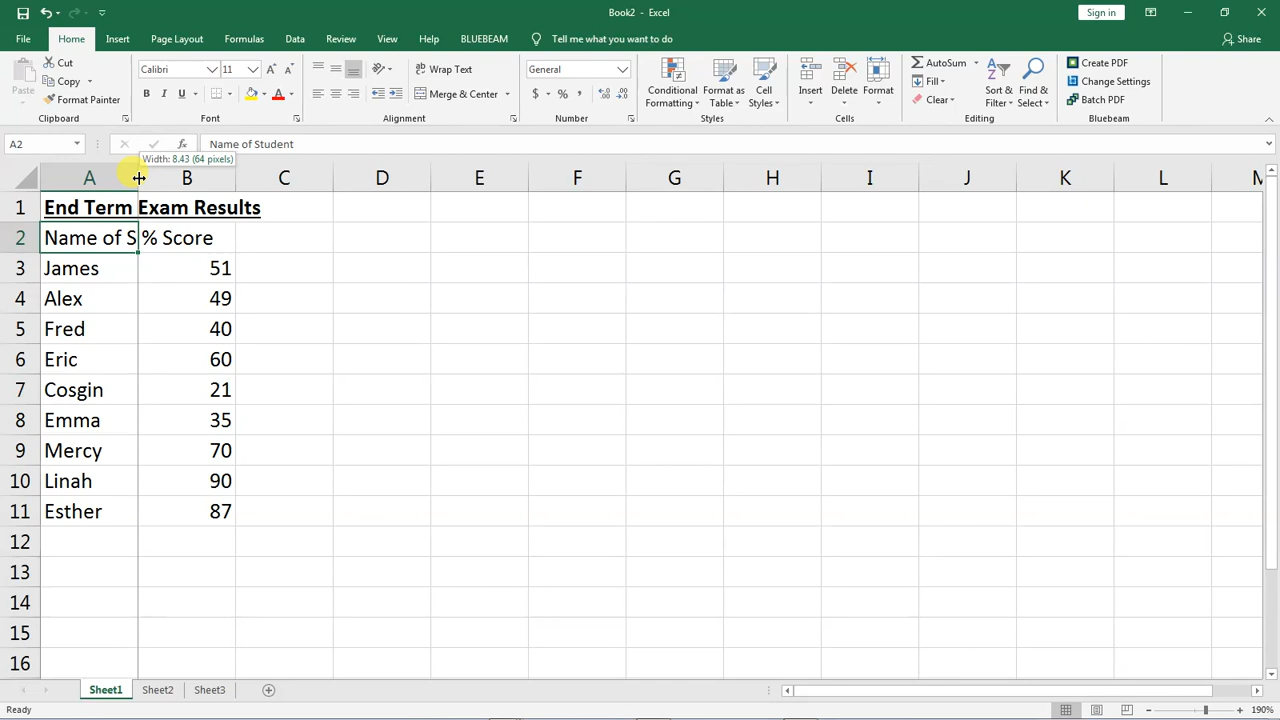 Book2 - Excel
Sign in
File Home Insert Page Layout Formulas Data Review View Help BLUEBEAM Tell me what you want to do Share
Paste
Cut
Copy
Format Painter
Clipboard
Calibri 11
B I U
Font
Wrap Text
Merge & Center
Alignment
General
$ % ,
Number
Conditional Formatting
Format as Table
Cell Styles
Styles
Insert Delete Format
Cells
AutoSum
Fill
Clear
Sort & Filter
Find & Select
Editing
Create PDF
Change Settings
Batch PDF
Bluebeam
A2 fx Name of Student
Width: 8.43 (64 pixels)
A B C D E F G H I J K L M
1 End Term Exam Results
2 Name of S % Score
3 James 51
4 Alex 49
5 Fred 40
6 Eric 60
7 Cosgin 21
8 Emma 35
9 Mercy 70
10 Linah 90
11 Esther 87
12
13
14
15
16
Sheet1 Sheet2 Sheet3
Ready 190%